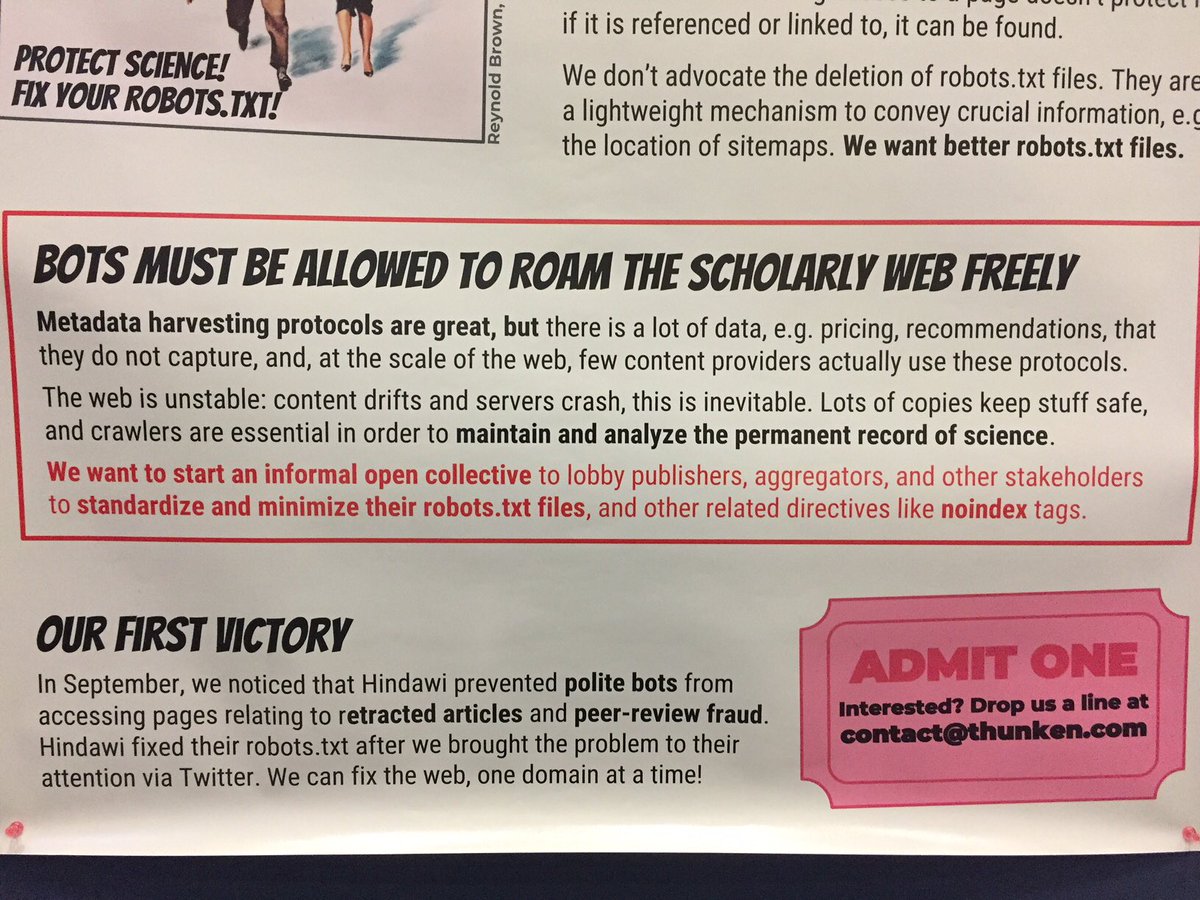 PROTECT SCIENCE!
FIX YOUR ROBOTS.TXT!
Reynold Brown,
if it is referenced or linked to, it can be found.
We don't advocate the deletion of robots.txt files. They are
a lightweight mechanism to convey crucial information, e.g
the location of sitemaps. We want better robots.txt files.
BOTS MUST BE ALLOWED TO ROAM THE SCHOLARLY WEB FREELY
Metadata harvesting protocols are great, but there is a lot of data, e.g. pricing, recommendations, that
they do not capture, and, at the scale of the web, few content providers actually use these protocols.
The web is unstable: content drifts and servers crash, this is inevitable. Lots of copies keep stuff safe,
and crawlers are essential in order to maintain and analyze the permanent record of science.
We want to start an informal open collective to lobby publishers, aggregators, and other stakeholders
to standardize and minimize their robots.txt files, and other related directives like noindex tags.
OUR FIRST VICTORY
In September, we noticed that Hindawi prevented polite bots from
accessing pages relating to retracted articles and peer-review fraud.
Hindawi fixed their robots.txt after we brought the problem to their
attention via Twitter. We can fix the web, one domain at a time!
ADMIT ONE
Interested? Drop us a line at
contact@thunken.com